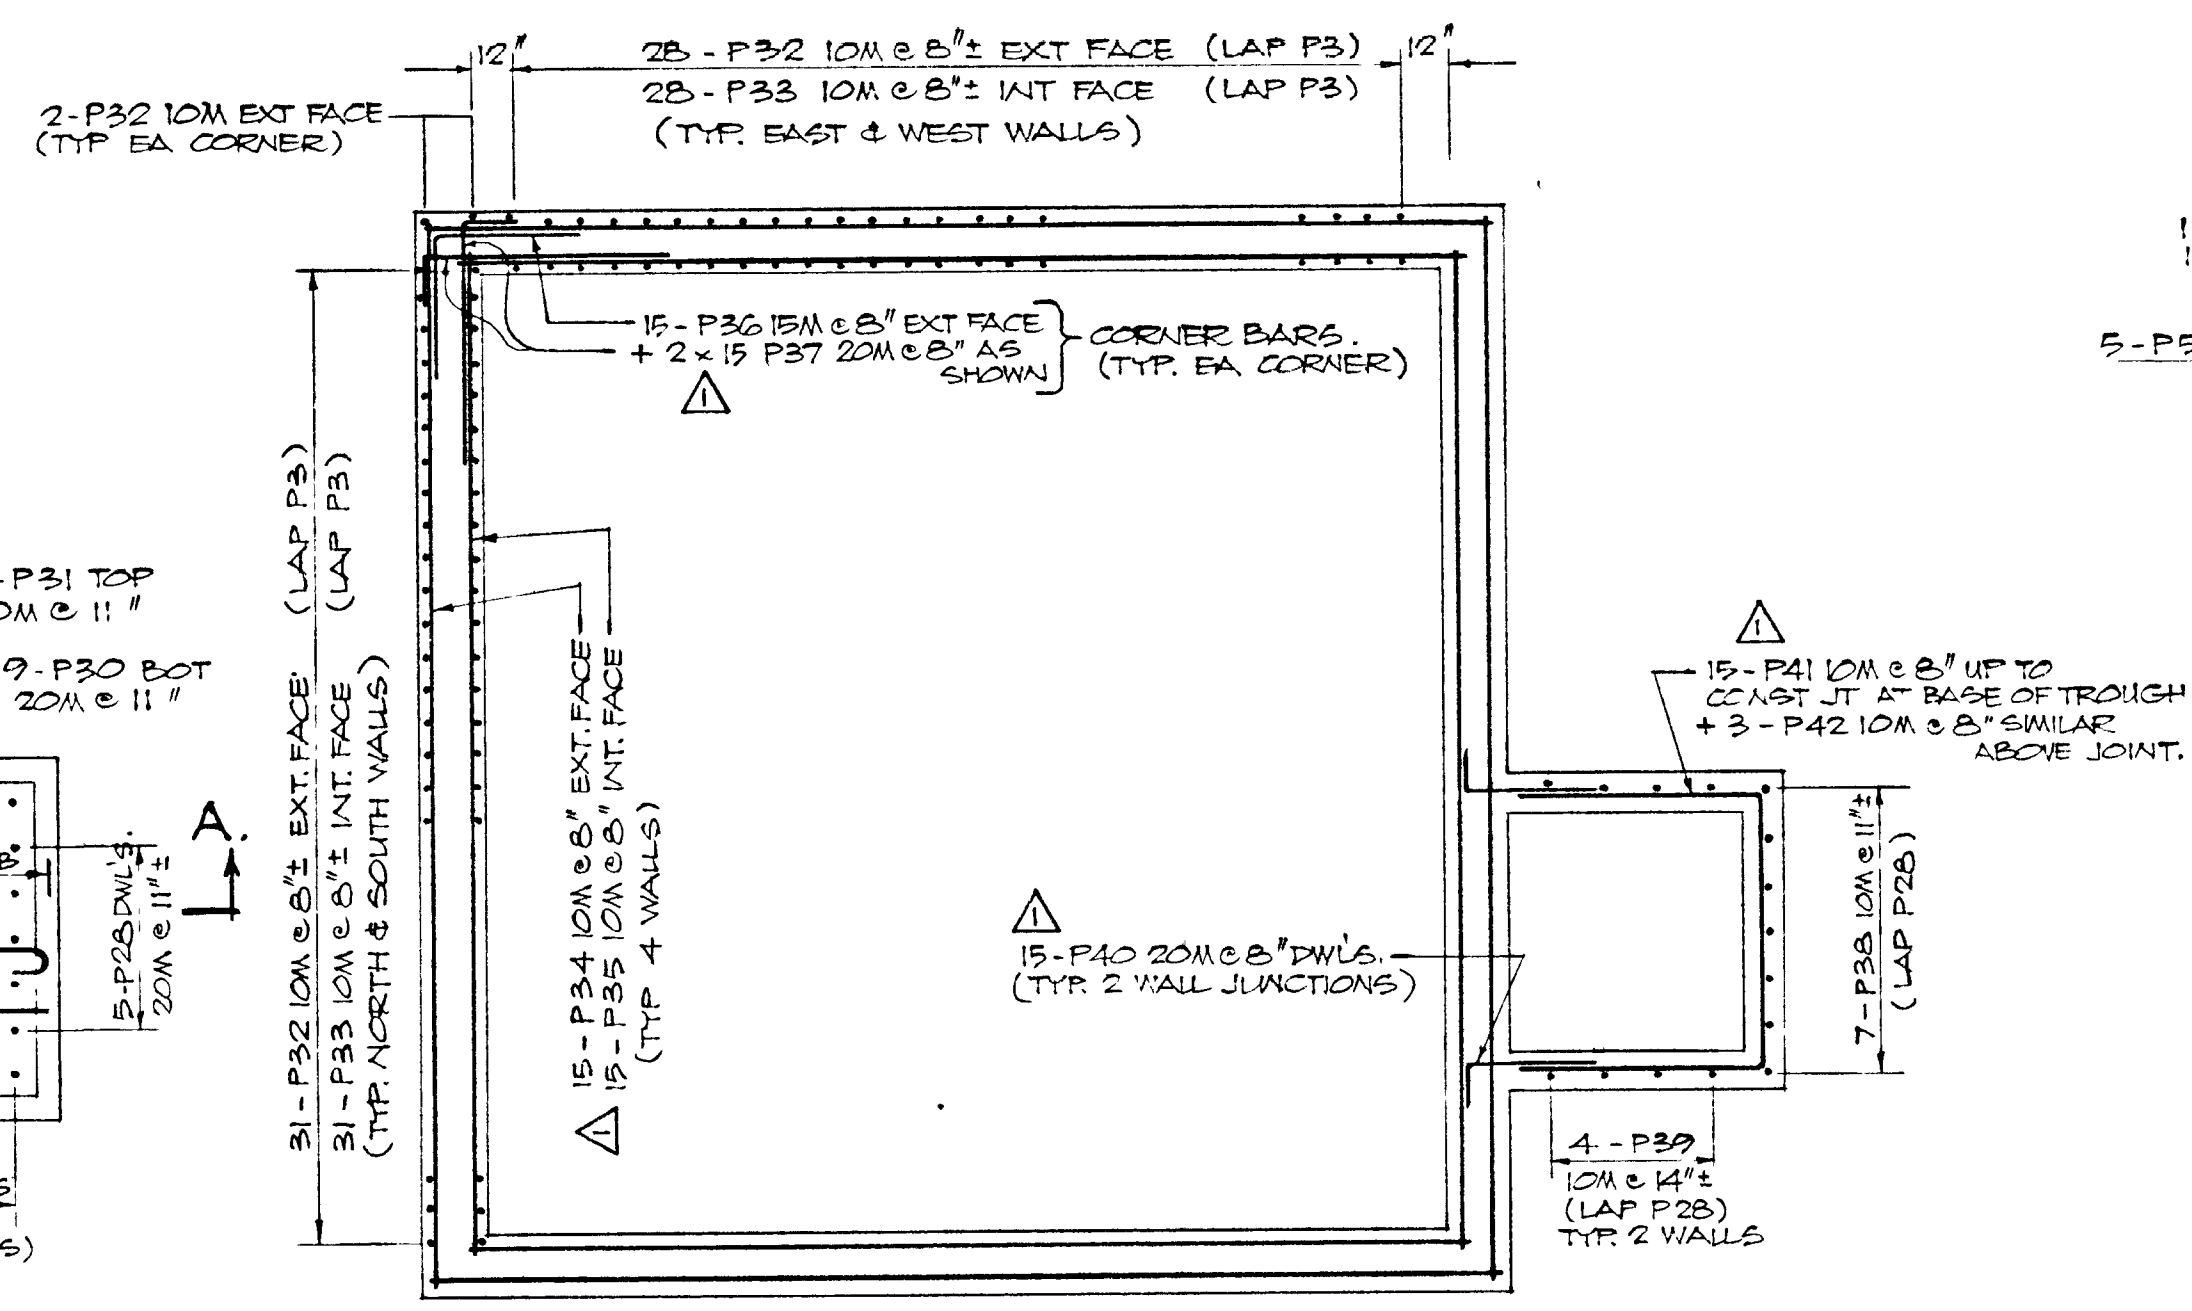 12"
28 - P32 10M @ 8"± EXT FACE (LAP P3)
12"
28 - P33 10M @ 8"± INT FACE (LAP P3)
(TYP. EAST & WEST WALLS)
2-P32 10M EXT FACE
(TYP EA CORNER)
15 - P36 15M @ 8" EXT FACE
+ 2 x 15 P37 20M @ 8" AS
SHOWN
1
CORNER BARS.
(TYP. EA CORNER)
5-P5
31 - P32 10M @ 8"± EXT. FACE (LAP P3)
31 - P33 10M @ 8"± INT. FACE (LAP P3)
(TYP. NORTH & SOUTH WALLS)
-P31 TOP
0M @ 11"
9-P30 BOT
20M @ 11"
A.
5-P28 DWL'S.
20M @ 11"±
S)
15 - P34 10M @ 8" EXT. FACE
15 - P35 10M @ 8" INT. FACE
(TYP 4 WALLS)
1
1
15 - P41 10M @ 8" UP TO
CONST JT AT BASE OF TROUGH
+ 3 - P42 10M @ 8" SIMILAR
ABOVE JOINT.
1
15 - P40 20M @ 8" DWL'S.
(TYP. 2 WALL JUNCTIONS)
7 - P38 10M @ 11"±
(LAP P28)
4 - P39
10M @ 14"±
(LAP P28)
TYP. 2 WALLS